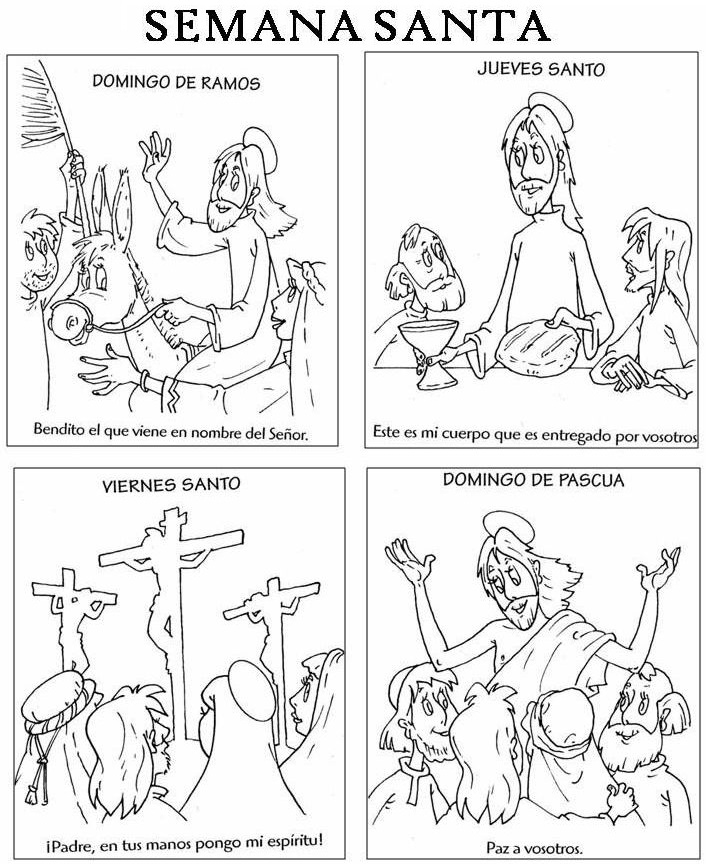 SEMANA SANTA
DOMINGO DE RAMOS
Bendito el que viene en nombre del Señor.
JUEVES SANTO
Este es mi cuerpo que es entregado por vosotros
VIERNES SANTO
¡Padre, en tus manos pongo mi espíritu!
DOMINGO DE PASCUA
Paz a vosotros.